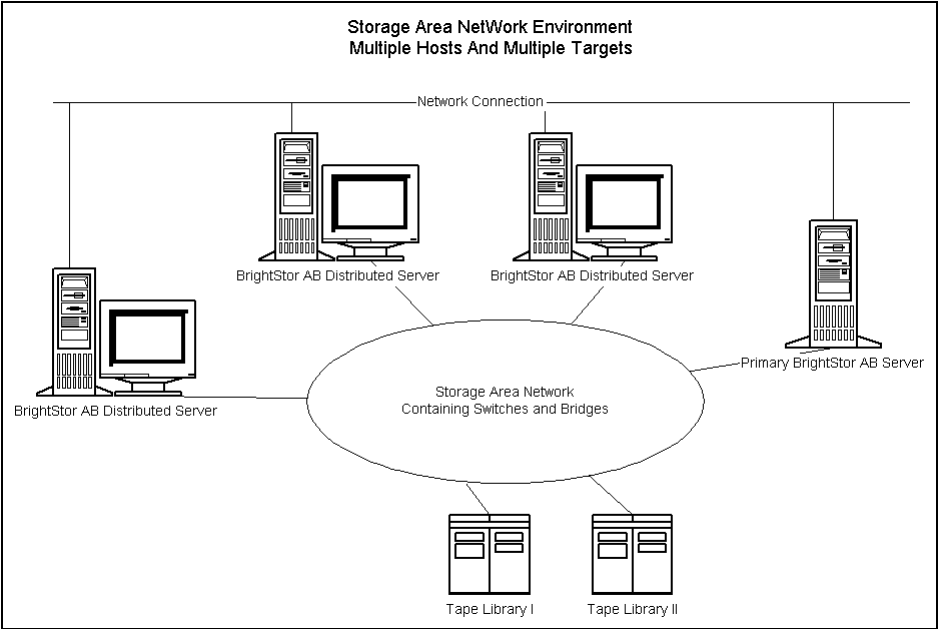 Storage Area NetWork Environment
Multiple Hosts And Multiple Targets
Network Connection
BrightStor AB Distributed Server
BrightStor AB Distributed Server
Primary BrightStor AB Server
BrightStor AB Distributed Server
Storage Area Network
Containing Switches and Bridges
Tape Library I
Tape Library II